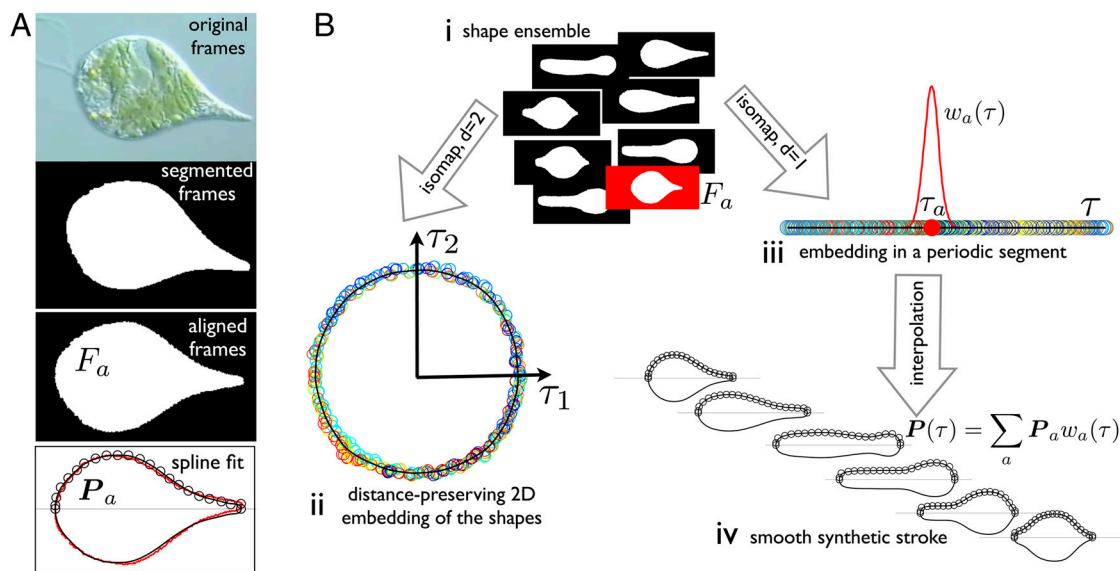 A
original
frames
segmented
frames
aligned
frames
F_a
spline fit
P_a
B
i shape ensemble
isomap, d=2
isomap, d=1
F_a
w_a(τ)
τ_a
τ
iii embedding in a periodic segment
τ_2
τ_1
ii distance-preserving 2D
embedding of the shapes
interpolation
P(τ) = ∑_a P_a w_a(τ)
iv smooth synthetic stroke